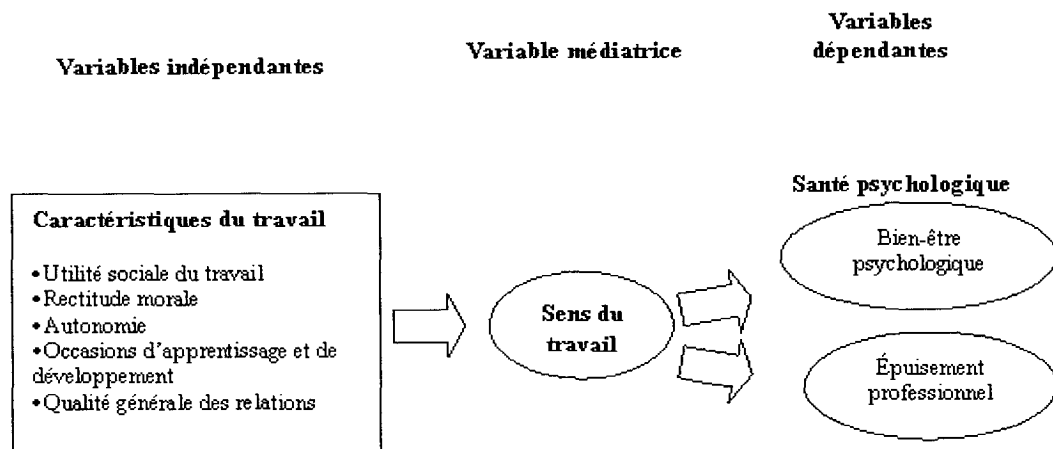 Variables indépendantes
Variable médiatrice
Variables
dépendantes
Caractéristiques du travail
•Utilité sociale du travail
•Rectitude morale
•Autonomie
•Occasions d'apprentissage et de
développement
•Qualité générale des relations
Sens du
travail
Santé psychologique
Bien-être
psychologique
Épuisement
professionnel